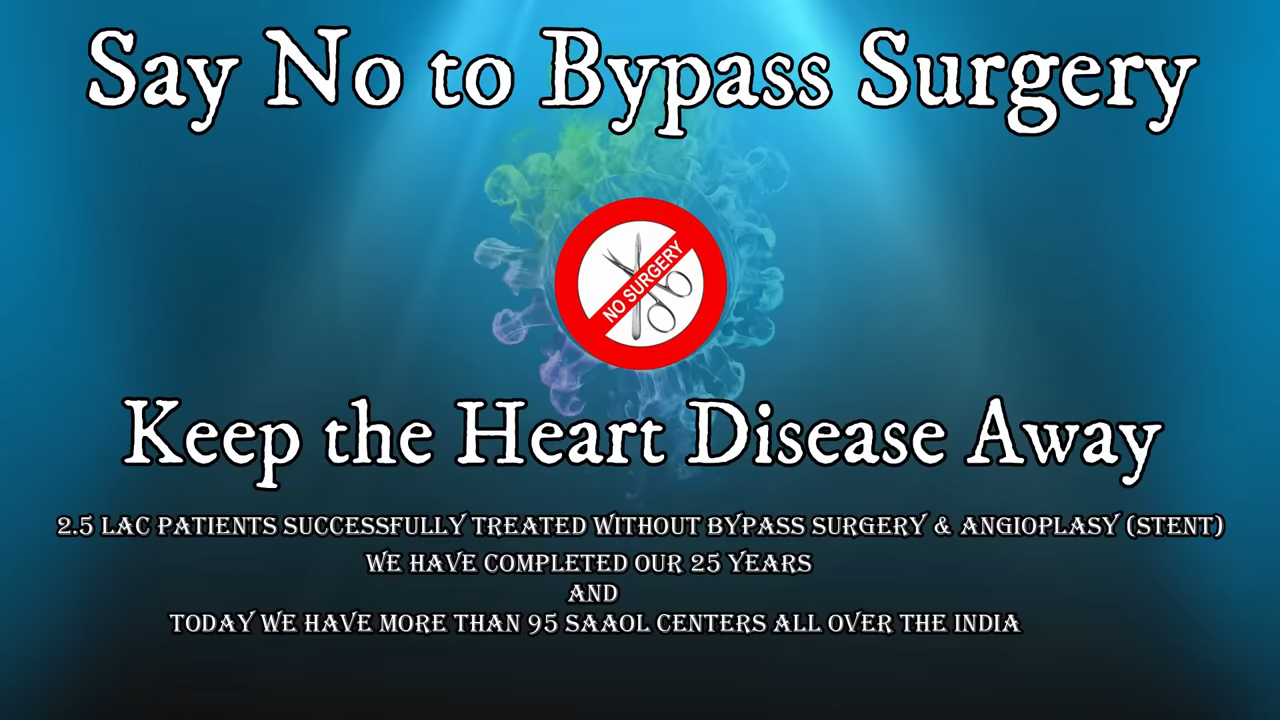 Say No to Bypass Surgery
NO SURGERY
Keep the Heart Disease Away
2.5 LAC PATIENTS SUCCESSFULLY TREATED WITHOUT BYPASS SURGERY & ANGIOPLASY (STENT)
WE HAVE COMPLETED OUR 25 YEARS
AND
TODAY WE HAVE MORE THAN 95 SAAOL CENTERS ALL OVER THE INDIA